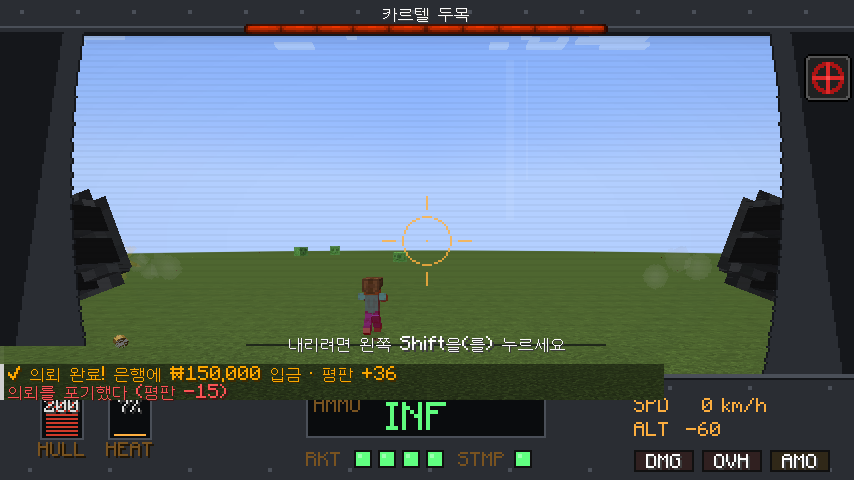 카르텔 두목
내리려면 왼쪽 Shift을(를) 누르세요
✓ 의뢰 완료! 은행에 ₩150,000 입금 · 평판 +36
의뢰를 포기했다 (평판 -15)
200
7%
HULL
HEAT
AMMO
INF
RKT
STMP
SPD 0 km/h
ALT -60
DMG
OVH
AMO